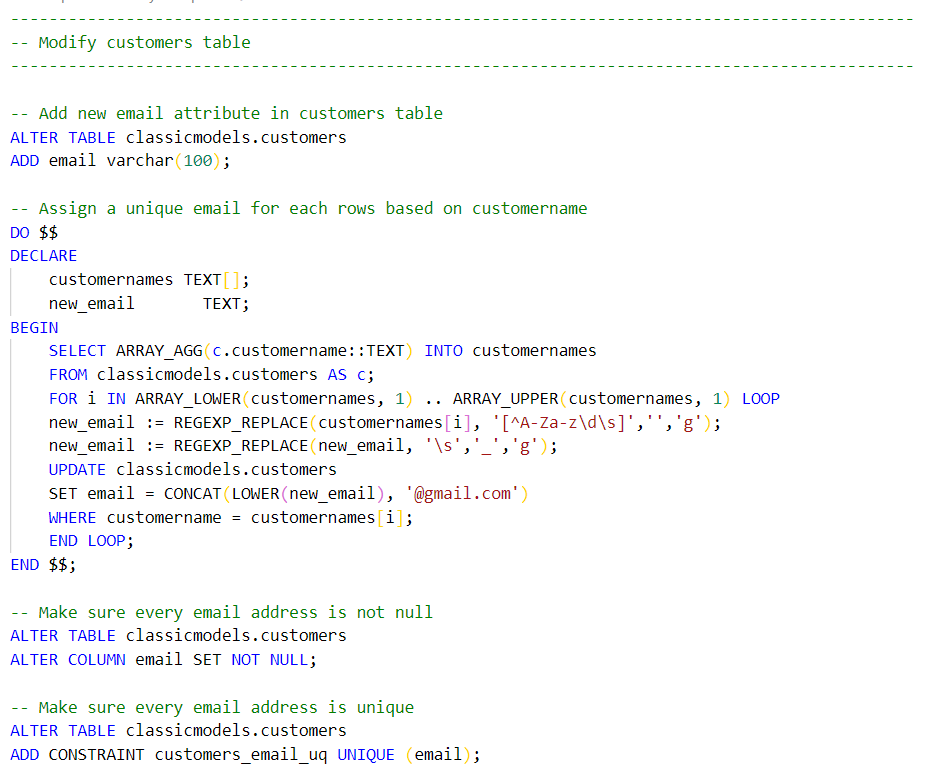 --------------------------------------------------------------------------------------------
-- Modify customers table
--------------------------------------------------------------------------------------------
-- Add new email attribute in customers table
ALTER TABLE classicmodels.customers
ADD email varchar(100);
-- Assign a unique email for each rows based on customername
DO $$
DECLARE
    customernames TEXT[];
    new_email       TEXT;
BEGIN
    SELECT ARRAY_AGG(c.customername::TEXT) INTO customernames
    FROM classicmodels.customers AS c;
    FOR i IN ARRAY_LOWER(customernames, 1) .. ARRAY_UPPER(customernames, 1) LOOP
    new_email := REGEXP_REPLACE(customernames[i], '[^A-Za-z\d\s]','','g');
    new_email := REGEXP_REPLACE(new_email, '\s','_','g');
    UPDATE classicmodels.customers
    SET email = CONCAT(LOWER(new_email), '@gmail.com')
    WHERE customername = customernames[i];
    END LOOP;
END $$;
-- Make sure every email address is not null
ALTER TABLE classicmodels.customers
ALTER COLUMN email SET NOT NULL;
-- Make sure every email address is unique
ALTER TABLE classicmodels.customers
ADD CONSTRAINT customers_email_uq UNIQUE (email);